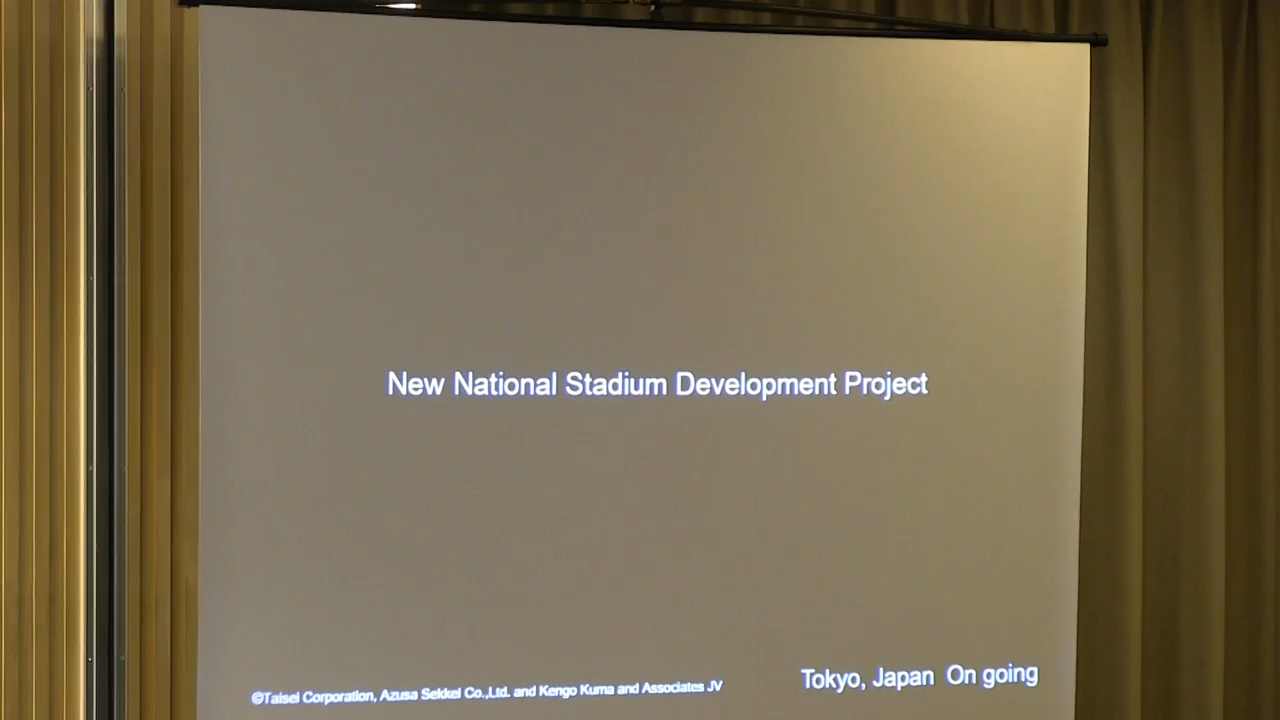 New National Stadium Development Project
©Taisei Corporation, Azusa Sekkei Co.,Ltd. and Kengo Kuma and Associates JV
Tokyo, Japan On going